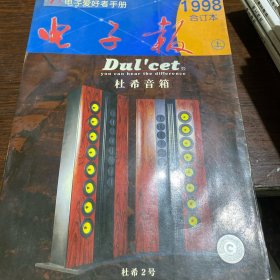 电子爱好者手册
1998
合订本
电子报
上
Dul'cet
you can hear the difference
杜希音箱
杜希2号